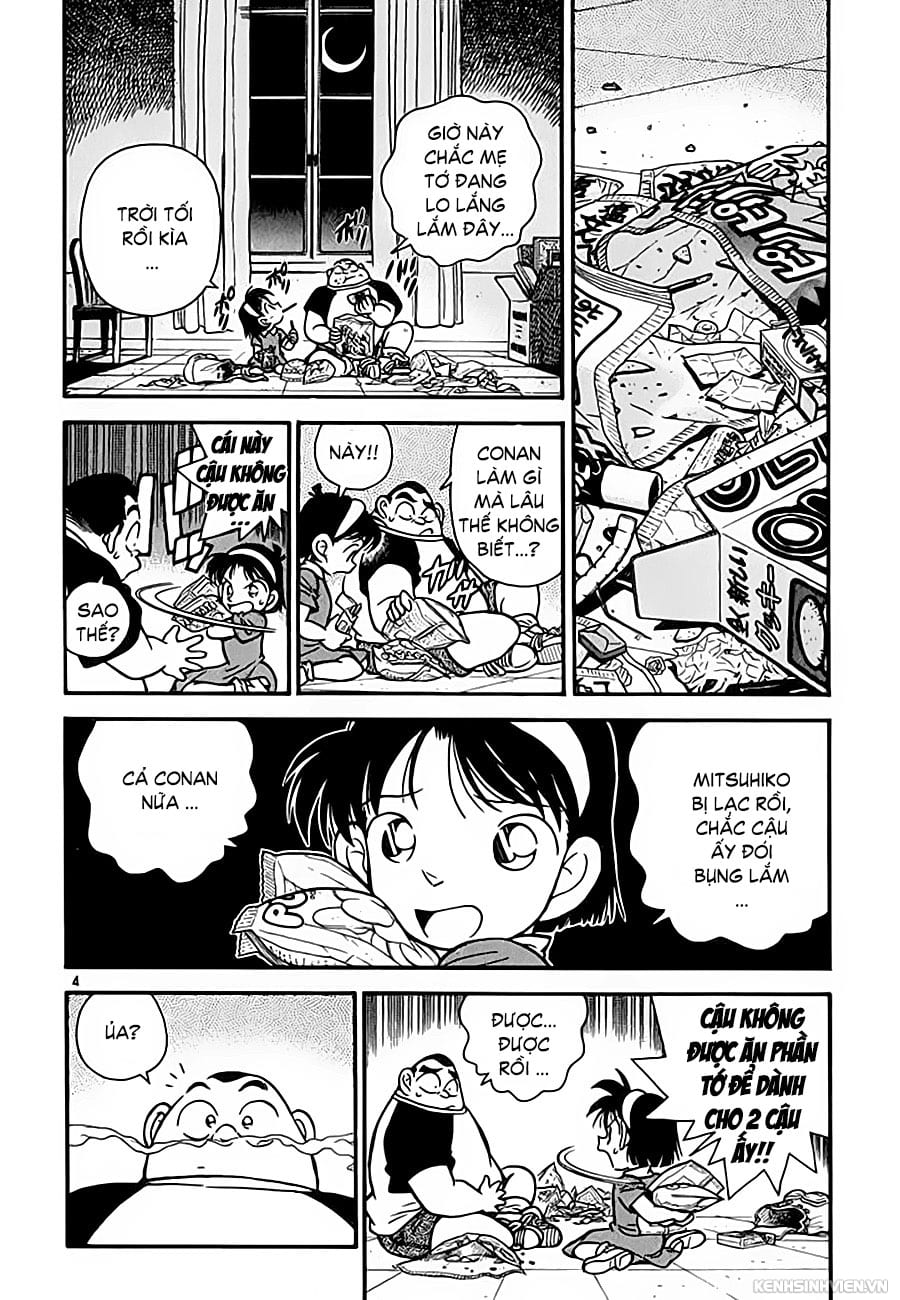 GIỜ NÀY
CHẮC MẸ
TỚ ĐANG
LO LẮNG
LẮM ĐÂY...
TRỜI TỐI
RỒI KÌA
...
CONAN
LÀM GÌ
MÀ LÂU
THẾ KHÔNG
BIẾT...?
NÀY!!
CÁI NÀY
CẬU KHÔNG
ĐƯỢC ĂN
...
SAO
THẾ?
MITSUHIKO
BỊ LẠC RỒI,
CHẮC CẬU
ẤY ĐÓI
BỤNG LẮM
...
CẢ CONAN
NỮA ...
4
CẬU KHÔNG
ĐƯỢC ĂN PHẦN
TỚ ĐỂ DÀNH
CHO 2 CẬU
ẤY!!
ĐƯỢC...
ĐƯỢC
RỒI ...
ỦA?
KENHSINHVIEN.VN